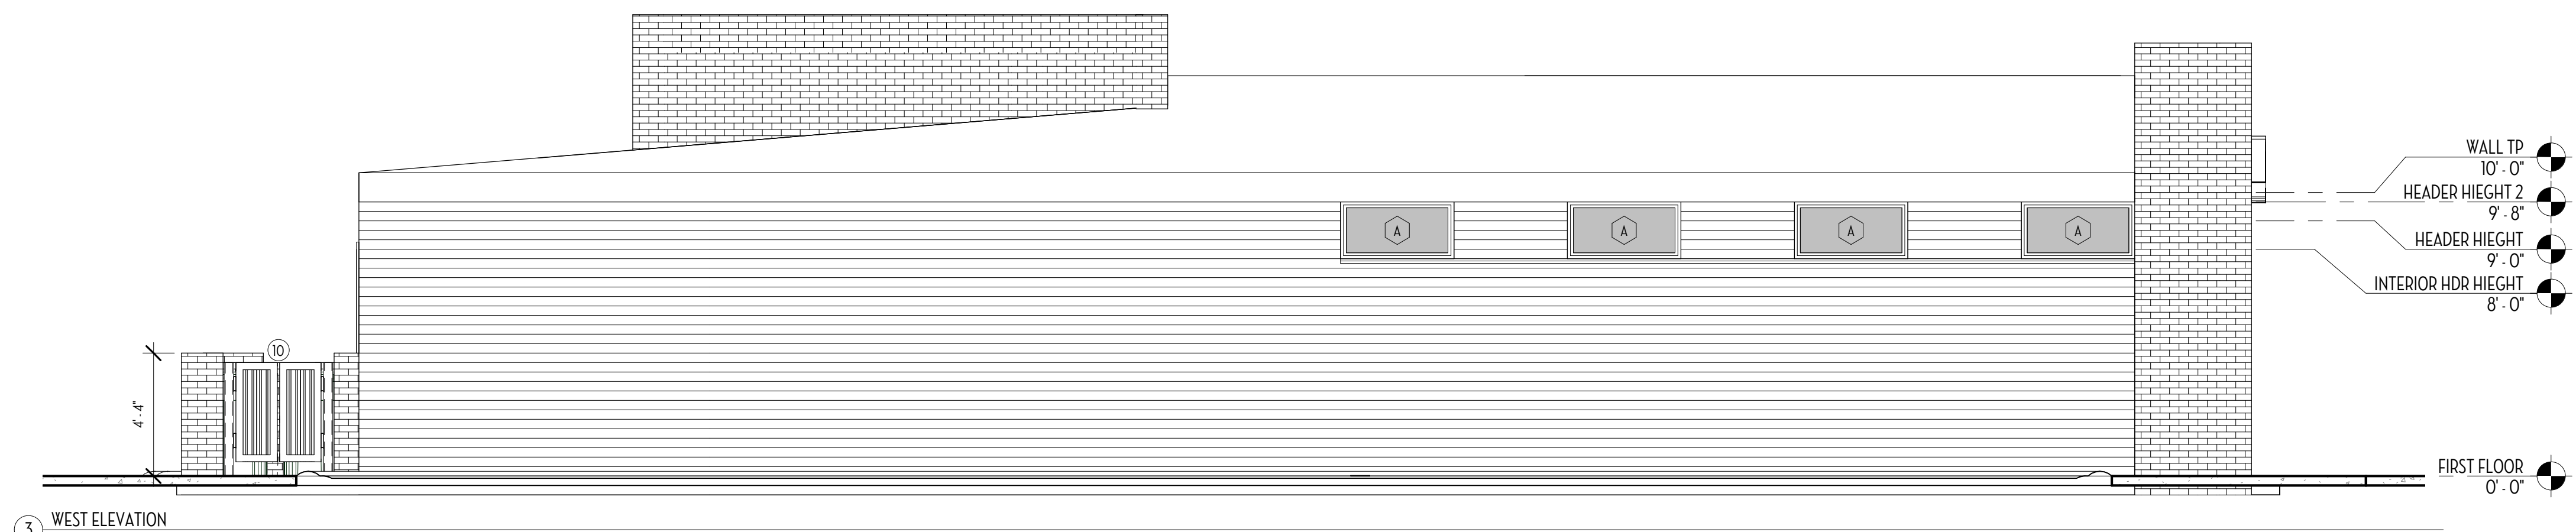 WALL TP
10' - 0"
HEADER HIEGHT 2
9' - 8"
A A A A
HEADER HIEGHT
9' - 0"
INTERIOR HDR HIEGHT
8' - 0"
10
4' - 4"
FIRST FLOOR
0' - 0"
3 WEST ELEVATION